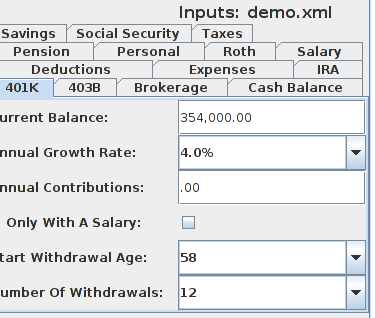 Inputs: demo.xml
Savings Social Security Taxes
Pension Personal Roth Salary
Deductions Expenses IRA
401K 403B Brokerage Cash Balance
urrent Balance: 354,000.00
nnual Growth Rate: 4.0%
nnual Contributions: .00
Only With A Salary:
tart Withdrawal Age: 58
umber Of Withdrawals: 12